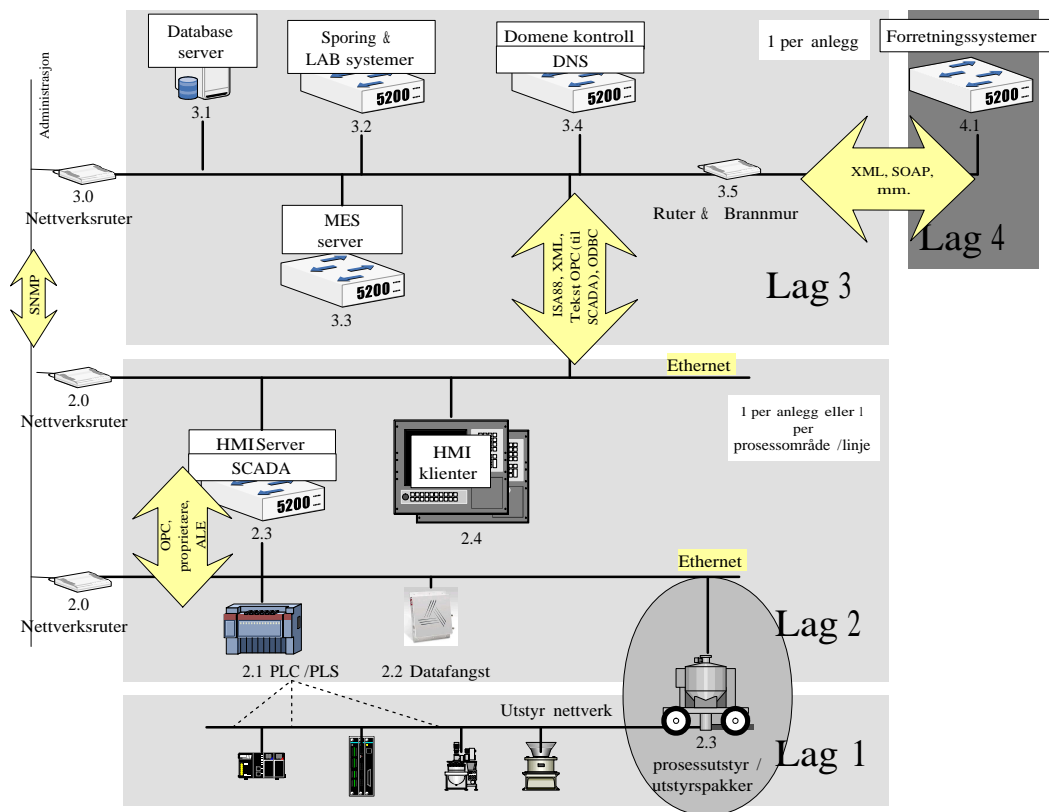 Database
server
3.1
Sporing &
LAB systemer
5200
3.2
Domene kontroll
DNS
5200
3.4
1 per anlegg
Forretningssystemer
5200
4.1
Administrasjon
3.0
Nettverksruter
MES
server
5200
3.3
3.5
Ruter & Brannmur
XML, SOAP,
mm.
Lag 4
Lag 3
ISA88, XML,
Tekst OPC (til
SCADA), ODBC
SNMP
Ethernet
2.0
Nettverksruter
1 per anlegg eller 1
per
prosessområde /linje
HMI Server
SCADA
5200
2.3
HMI
klienter
2.4
OPC,
proprietære,
ALE
Ethernet
2.0
Nettverksruter
Lag 2
2.1 PLC /PLS
2.2 Datafangst
Utstyr nettverk
2.3
prosessutstyr /
utstyrspakker
Lag 1